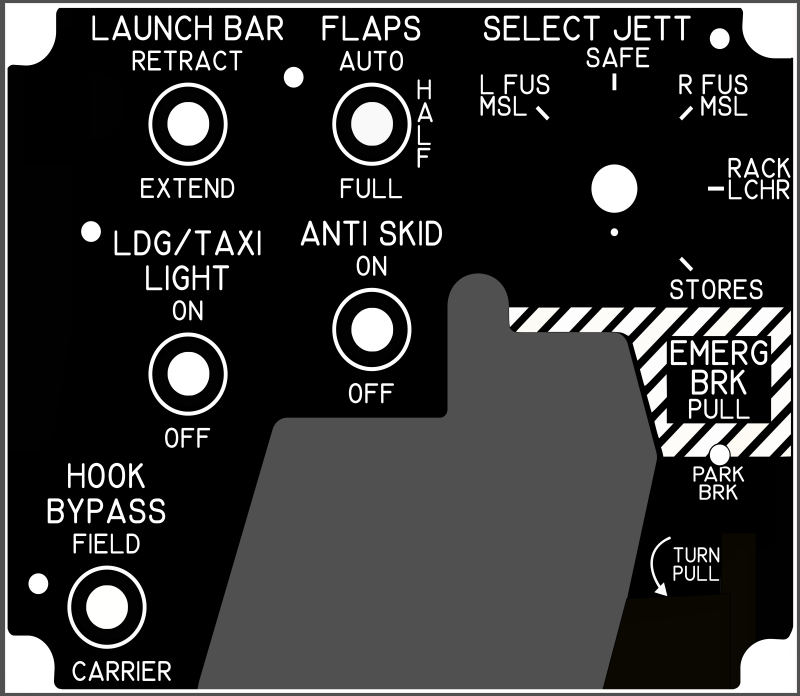 LAUNCH BAR
RETRACT
EXTEND
FLAPS
AUTO
HALF
FULL
SELECT JETT
SAFE
L FUS
MSL
R FUS
MSL
RACK
LCHR
STORES
LDG/TAXI
LIGHT
ON
OFF
ANTI SKID
ON
OFF
EMERG
BRK
PULL
PARK
BRK
TURN
PULL
HOOK
BYPASS
FIELD
CARRIER